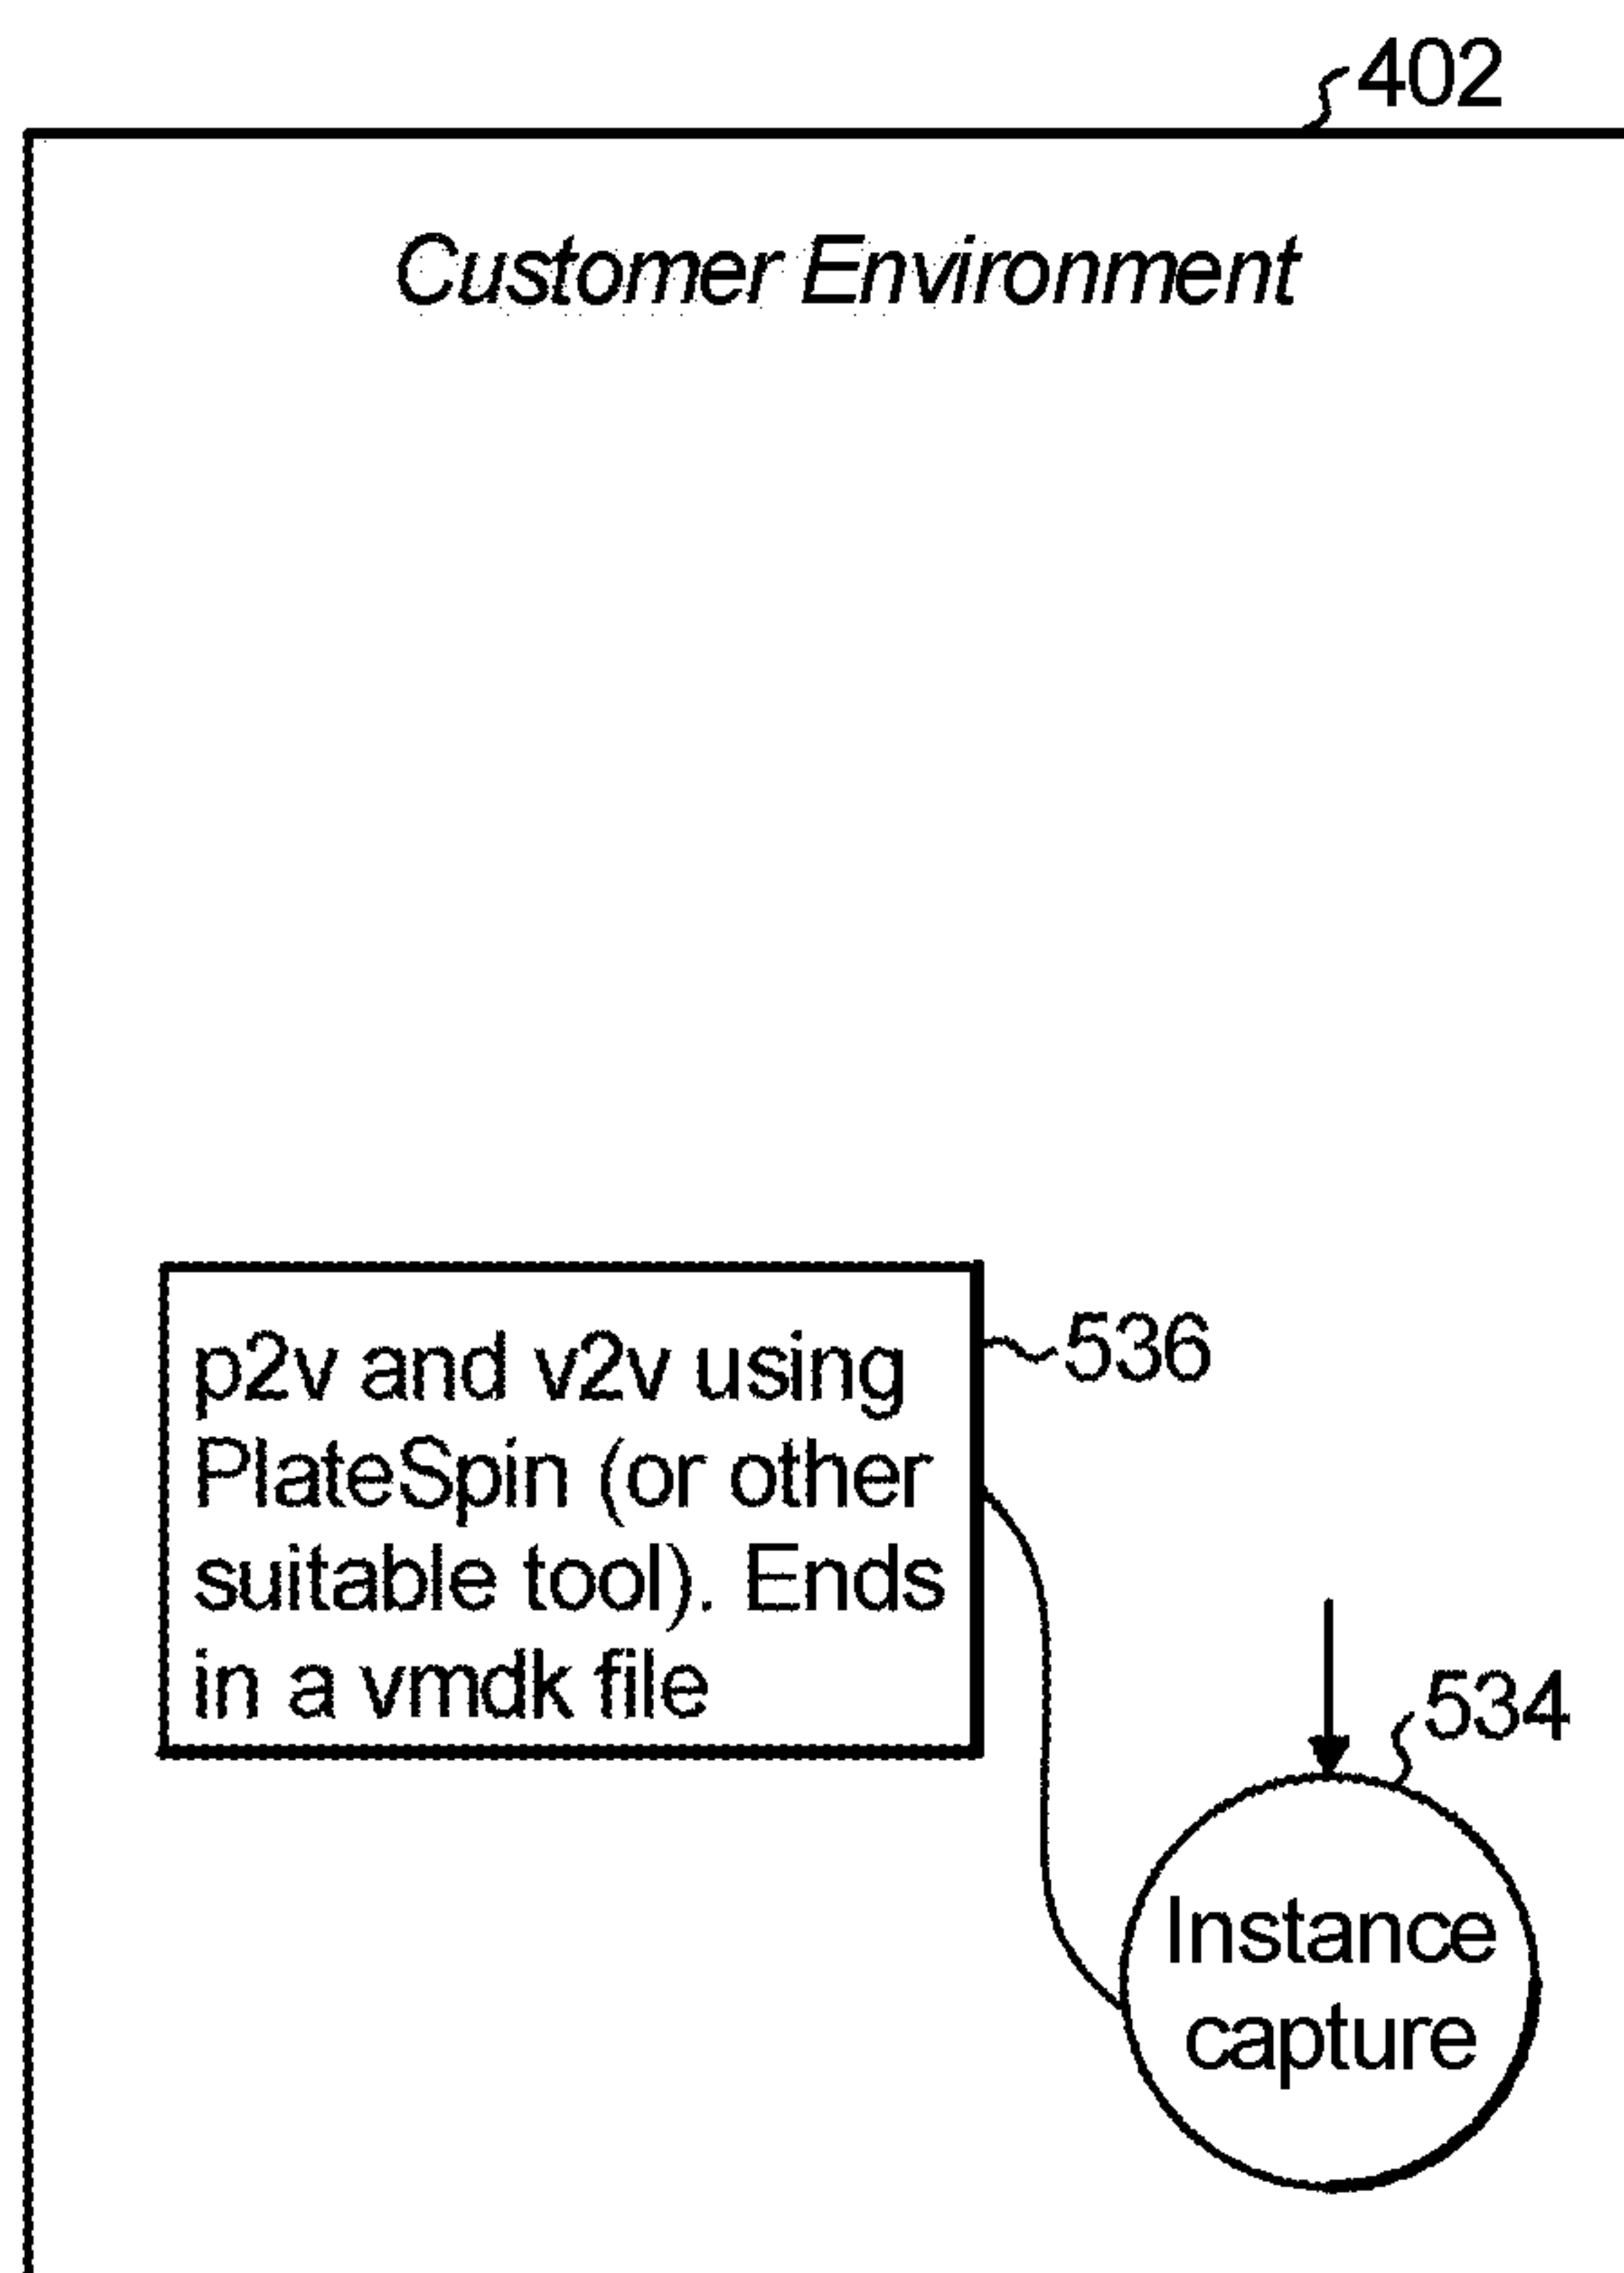 402
Customer Environment
p2v and v2v using
PlateSpin (or other
suitable tool). Ends
in a vmdk file
536
534
Instance
capture